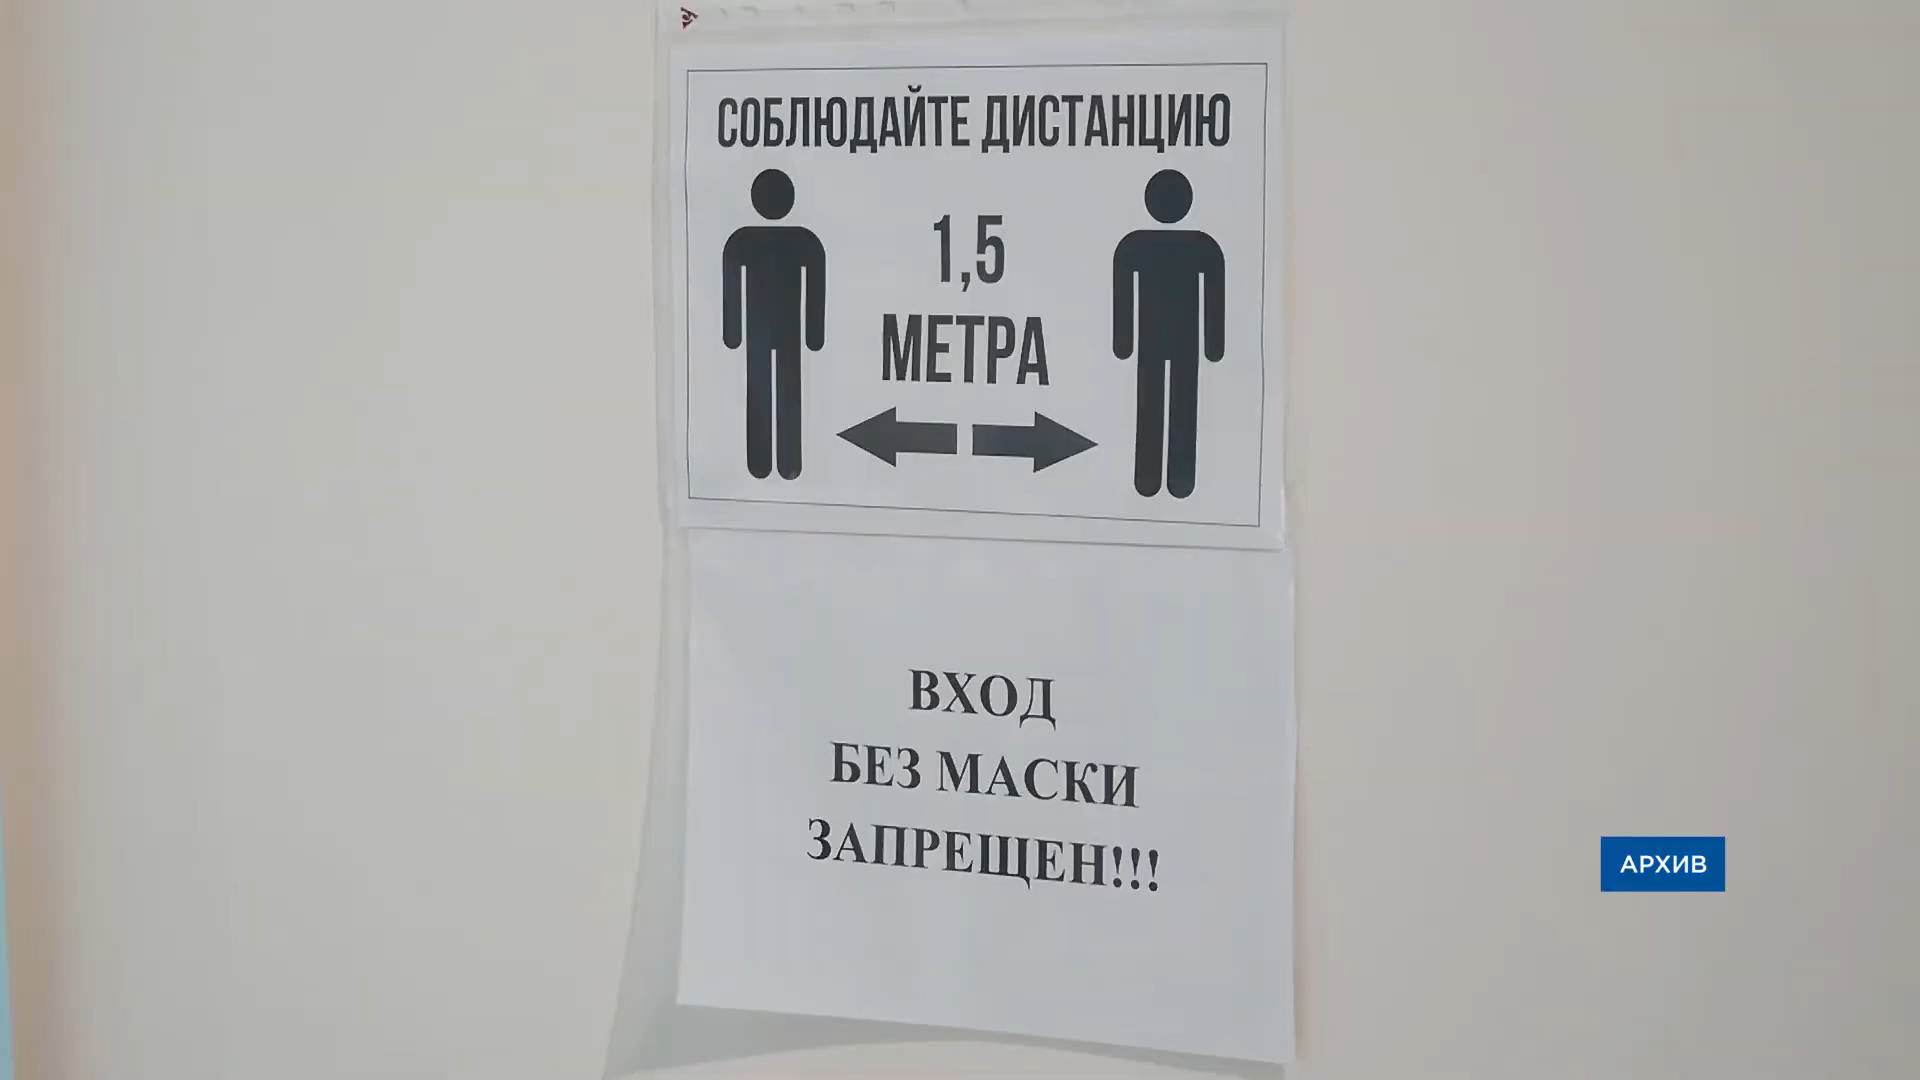 СОБЛЮДАЙТЕ ДИСТАНЦИЮ
1,5
МЕТРА
ВХОД
БЕЗ МАСКИ
ЗАПРЕЩЕН!!!
АРХИВ